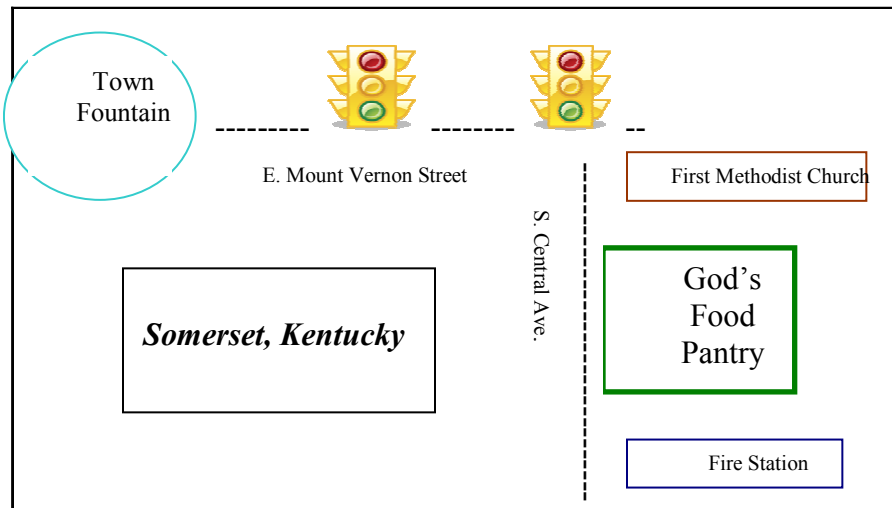 Town
Fountain
E. Mount Vernon Street
First Methodist Church
S. Central Ave.
God’s
Food
Pantry
Somerset, Kentucky
Fire Station